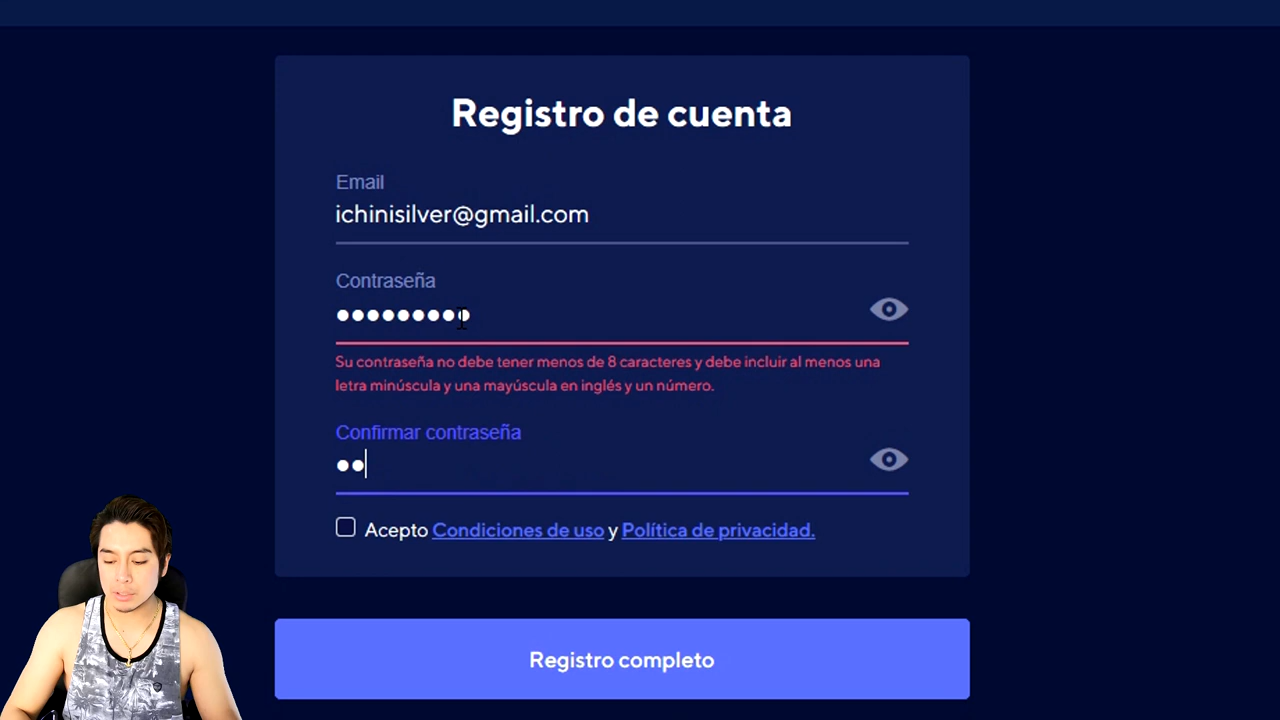 Registro de cuenta
Email
ichinisilver@gmail.com
Contraseña
Su contraseña no debe tener menos de 8 caracteres y debe incluir al menos una
letra minúscula y una mayúscula en inglés y un número.
Confirmar contraseña
Acepto Condiciones de uso y Política de privacidad.
Registro completo